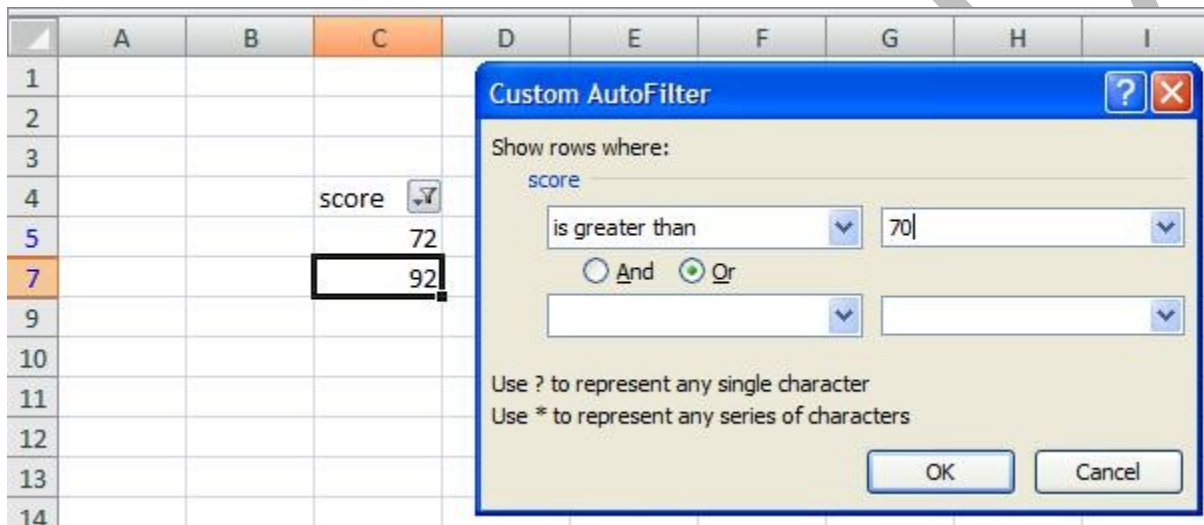 A B C D E F G H I
1
2
3
4 score
5 72
7 92
9
10
11
12
13
14
Custom AutoFilter ?
Show rows where:
score
is greater than 70
And Or
Use ? to represent any single character
Use * to represent any series of characters
OK Cancel